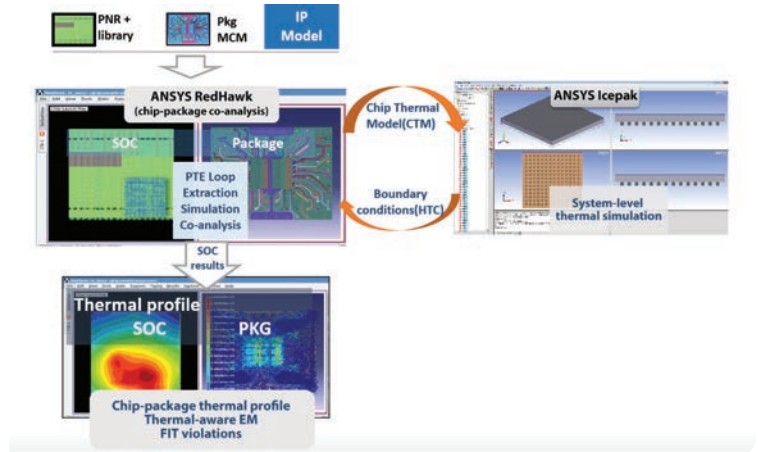 PNR +
library
Pkg
MCM
IP
Model
ANSYS RedHawk
(chip-package co-analysis)
SOC
Package
PTE Loop
Extraction
Simulation
Co-analysis
Chip Thermal
Model(CTM)
Boundary
conditions(HTC)
ANSYS Icepak
System-level
thermal simulation
SOC
results
Thermal profile
SOC
PKG
Chip-package thermal profile
Thermal-aware EM
FIT violations